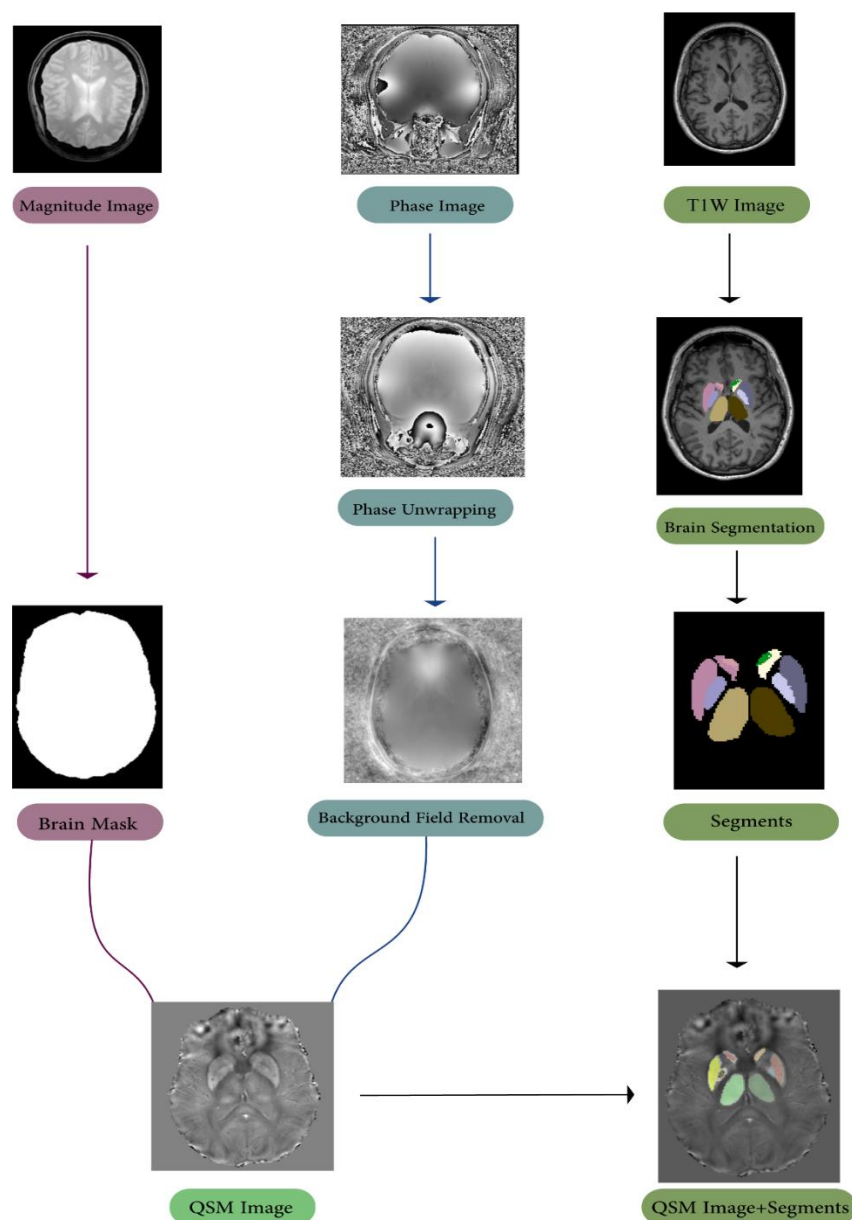 Magnitude Image
Phase Image
T1W Image
Phase Unwrapping
Brain Segmentation
Brain Mask
Background Field Removal
Segments
QSM Image
QSM Image+Segments